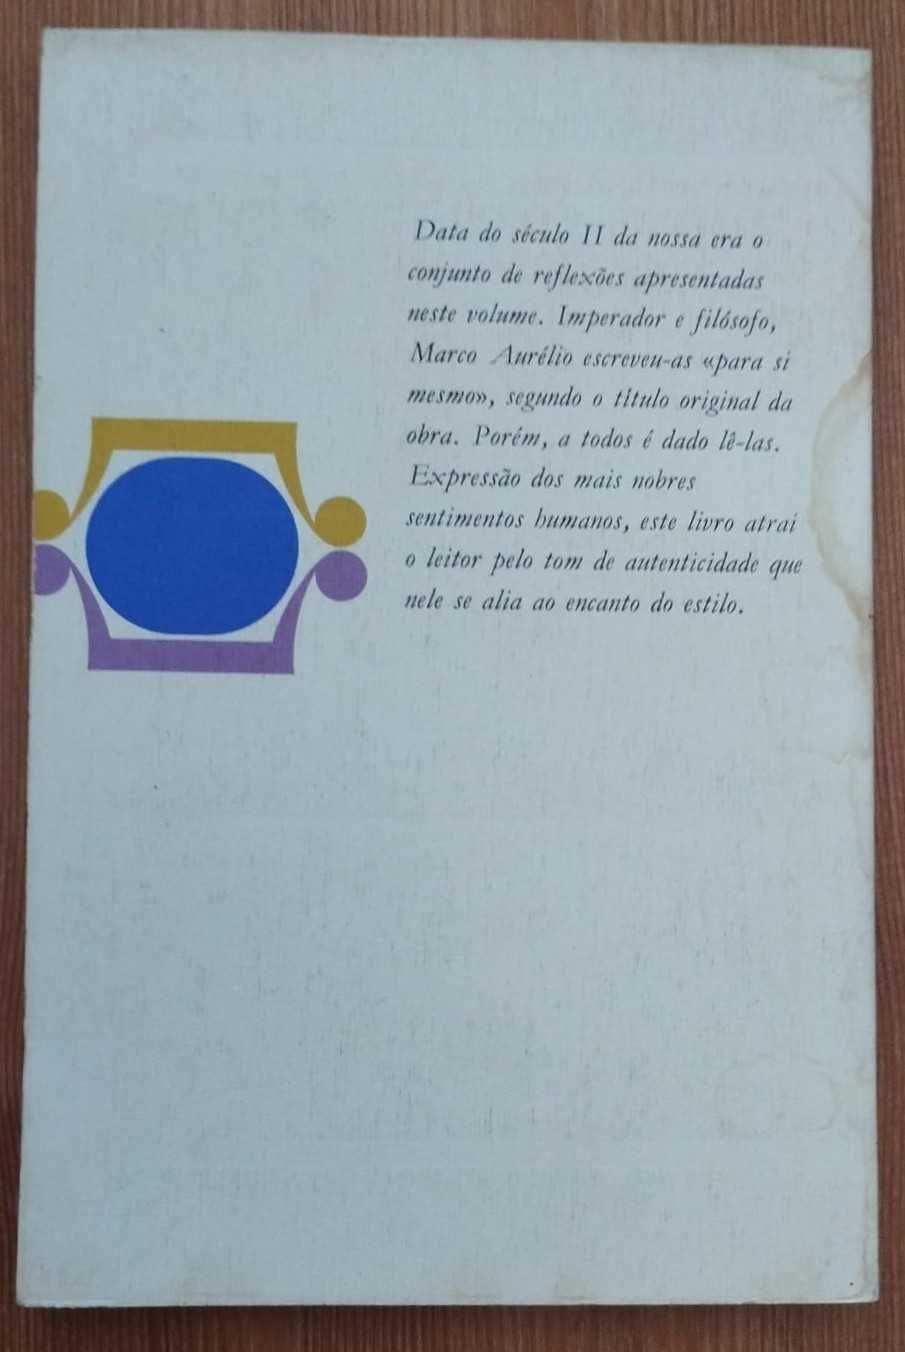 Data do século II da nossa era o
conjunto de reflexões apresentadas
neste volume. Imperador e filósofo,
Marco Aurélio escreveu-as «para si
mesmo», segundo o título original da
obra. Porém, a todos é dado lê-las.
Expressão dos mais nobres
sentimentos humanos, este livro atrai
o leitor pelo tom de autenticidade que
nele se alia ao encanto do estilo.